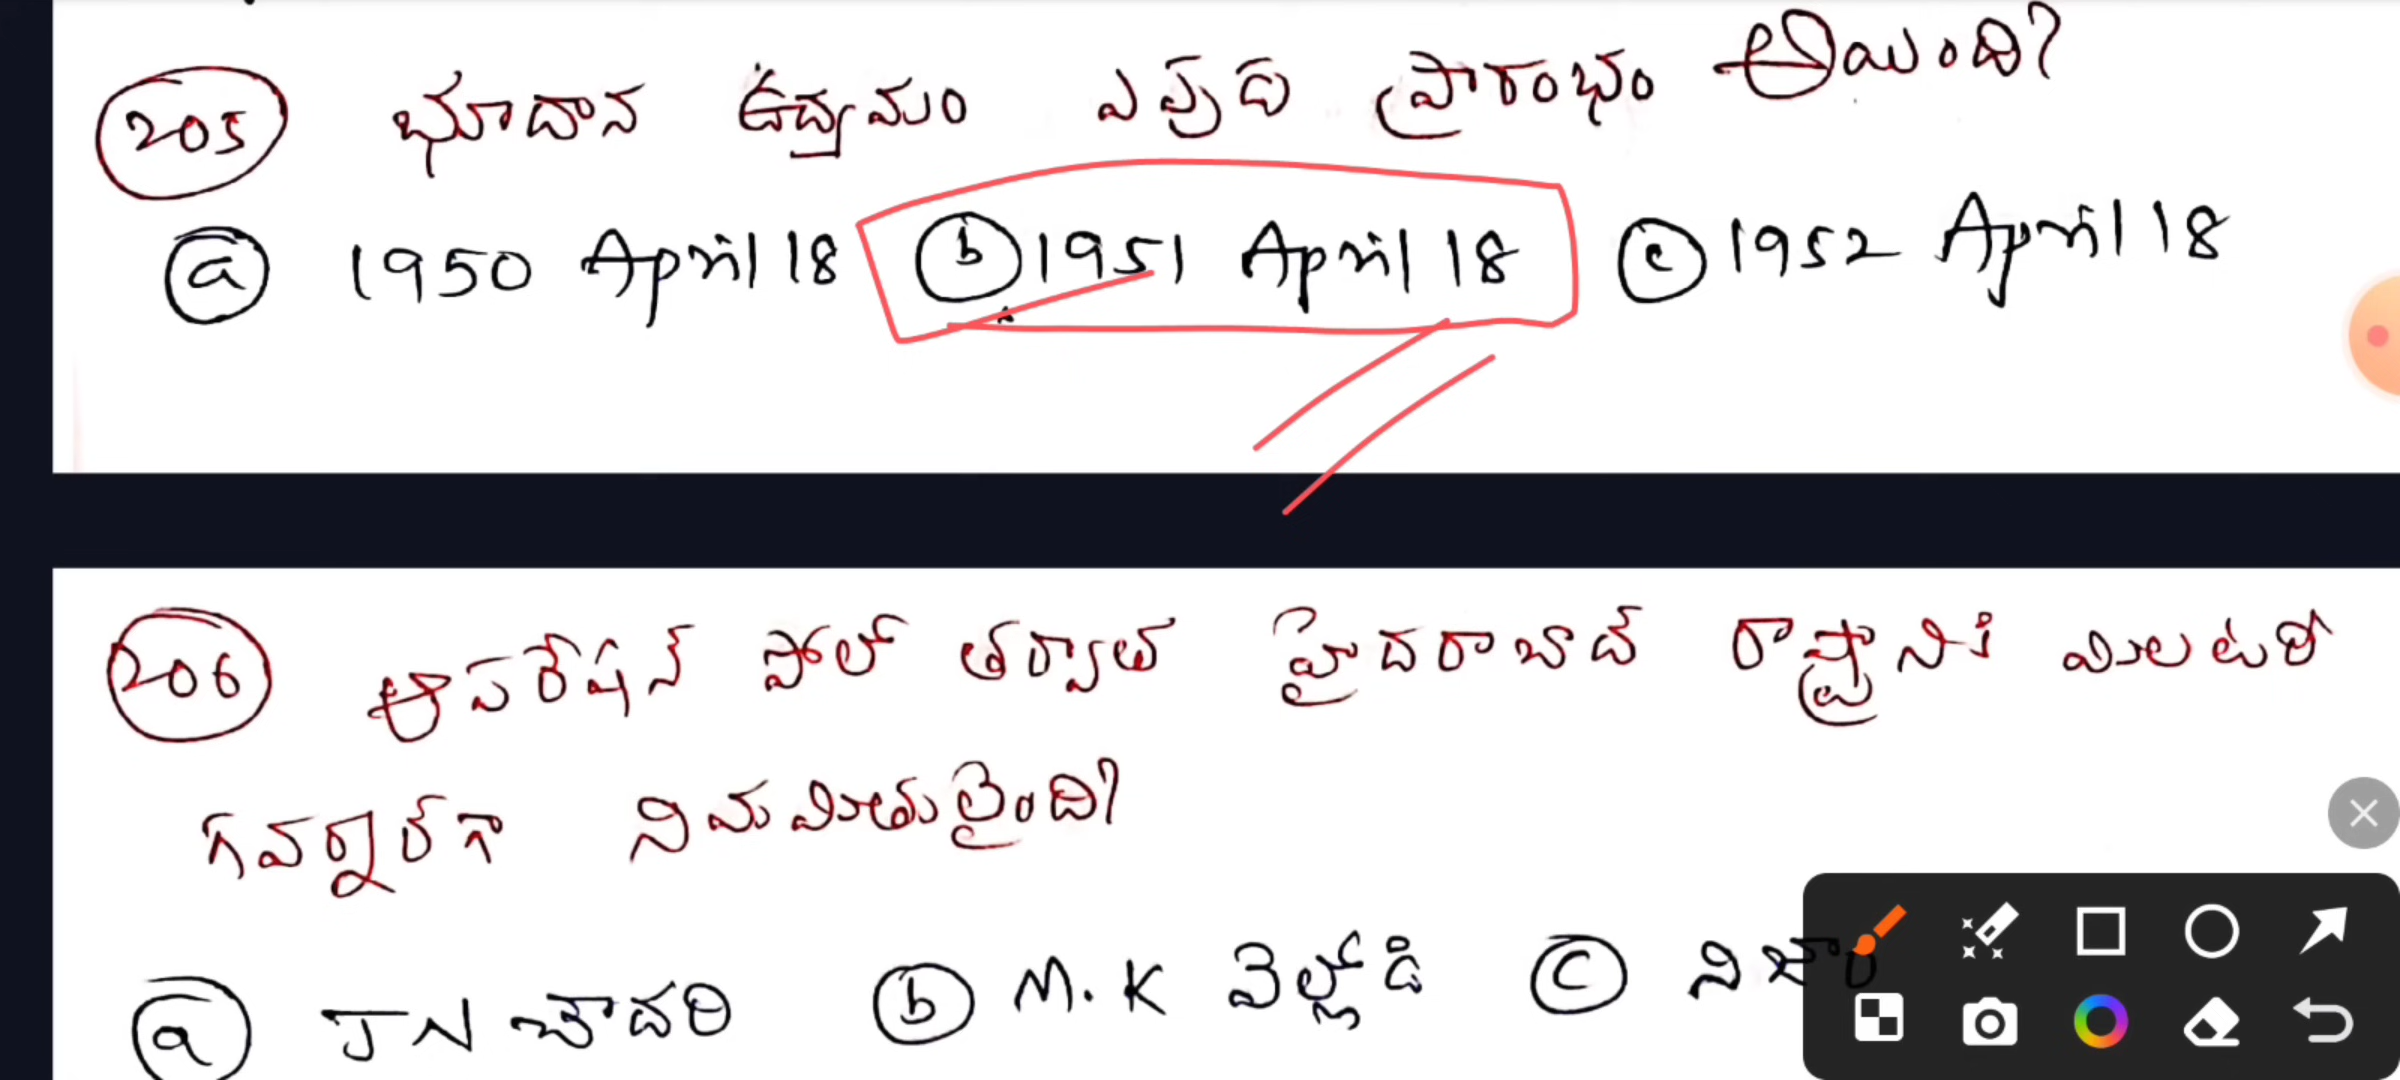 205 భూదాన ఉద్యమం ఎప్పుడు ప్రారంభం అయింది?
a 1950 April 18 b 1951 April 18 c 1952 April 18
206 ఆపరేషన్ పోలో తర్వాత హైదరాబాద్ రాష్ట్రానికి మిలటరీ
గవర్నర్‌గా నియమితులైంది?
a JN చౌదరి b M.K వెల్లోడి c నిజాం